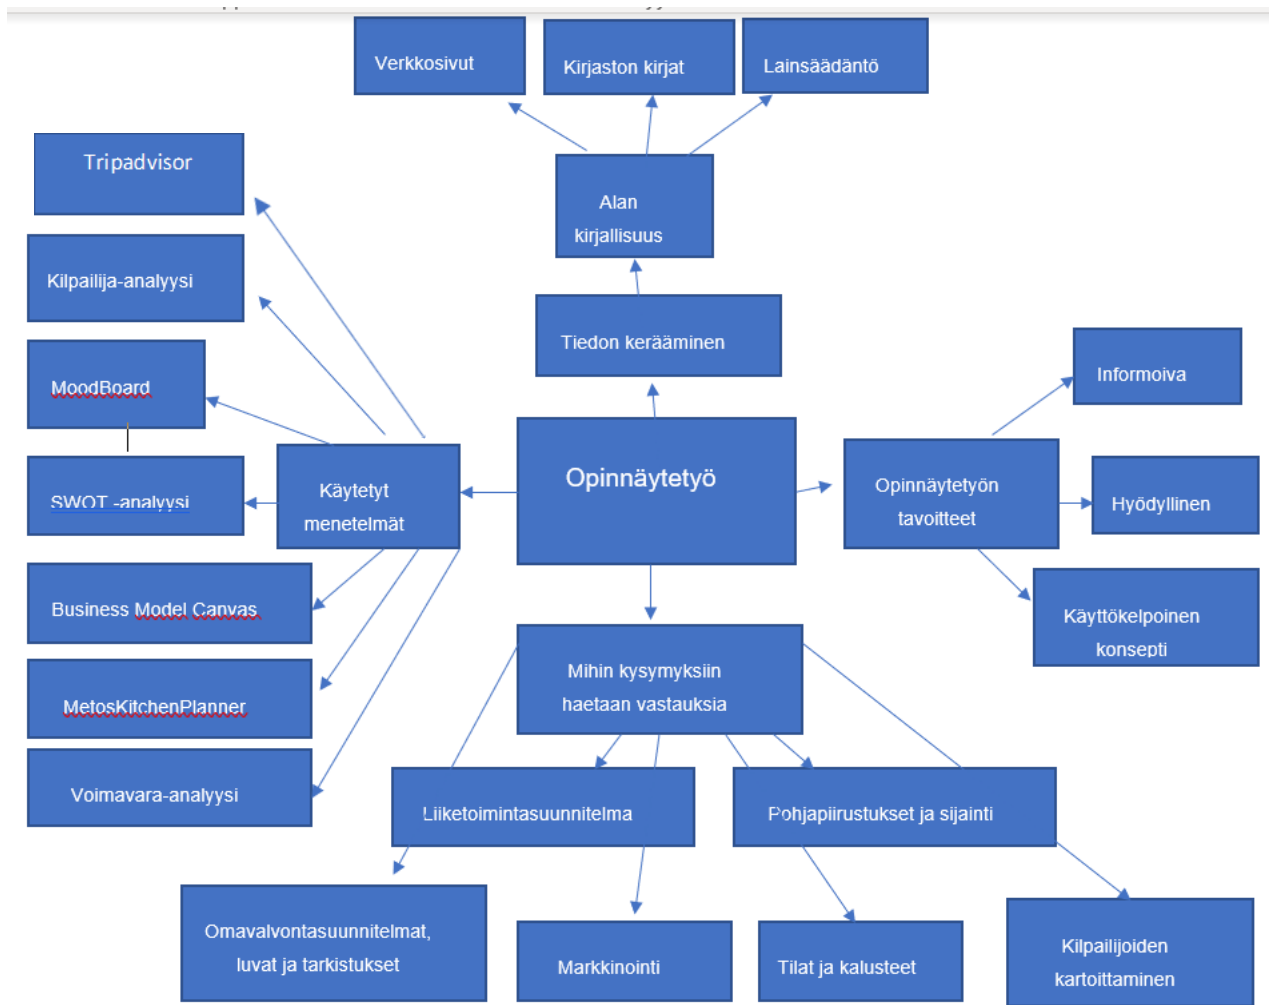 Verkkosivut
Kirjaston kirjat
Lainsäädäntö
Tripadvisor
Alan
kirjallisuus
Kilpailija-analyysi
Tiedon kerääminen
MoodBoard
Informoiva
Opinnäytetyö
SWOT -analyysi
Käytetyt
menetelmät
Opinnäytetyön
tavoitteet
Hyödyllinen
Business Model Canvas
Käyttökelpoinen
konsepti
Mihin kysymyksiin
haetaan vastauksia
MetosKitchenPlanner
Voimavara-analyysi
Liiketoimintasuunnitelma
Pohjapiirustukset ja sijainti
Omavalvontasuunnitelmat,
luvat ja tarkistukset
Markkinointi
Tilat ja kalusteet
Kilpailijoiden
kartoittaminen